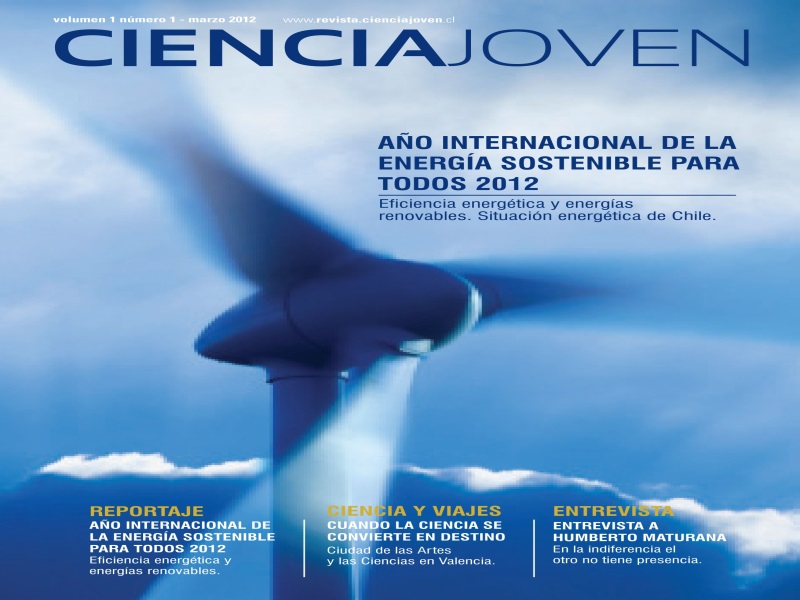 volumen 1 número 1 - marzo 2012 www.revista.cienciajoven.cl
CIENCIAJOVEN
AÑO INTERNACIONAL DE LA
ENERGÍA SOSTENIBLE PARA
TODOS 2012
Eficiencia energética y energías
renovables. Situación energética de Chile.
REPORTAJE
AÑO INTERNACIONAL DE
LA ENERGÍA SOSTENIBLE
PARA TODOS 2012
Eficiencia energética y
energías renovables.
CIENCIA Y VIAJES
CUANDO LA CIENCIA SE
CONVIERTE EN DESTINO
Ciudad de las Artes
y las Ciencias en Valencia.
ENTREVISTA
ENTREVISTA A
HUMBERTO MATURANA
En la indiferencia el
otro no tiene presencia.